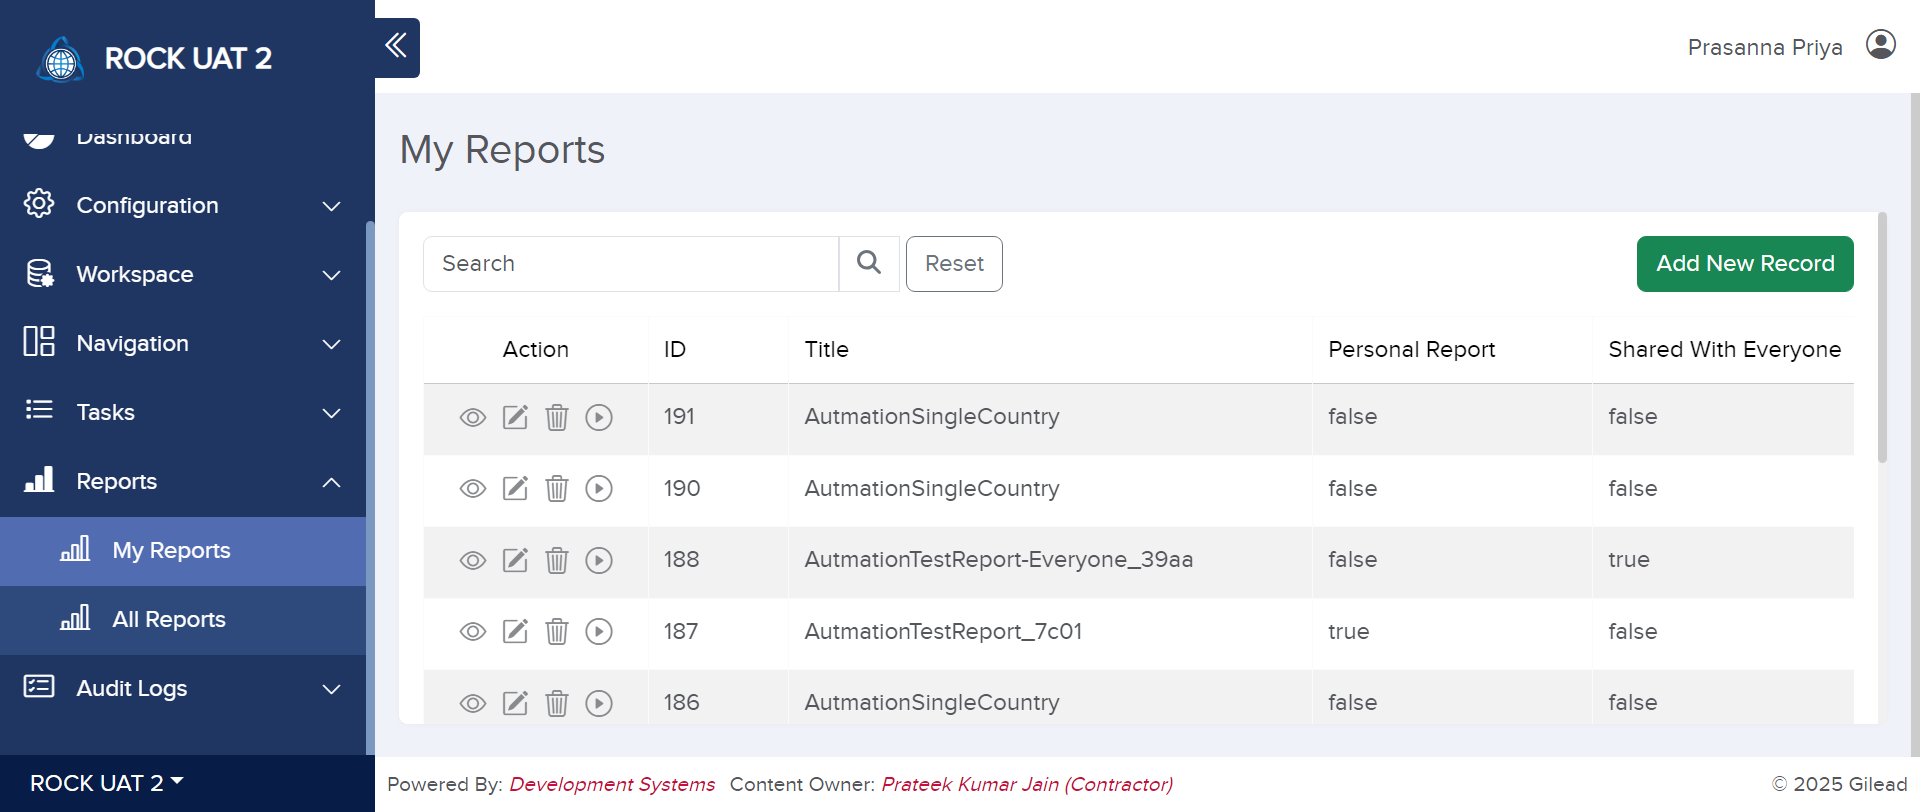 ROCK UAT 2
Prasanna Priya
Dashboard
Configuration
Workspace
Navigation
Tasks
Reports
My Reports
All Reports
Audit Logs
ROCK UAT 2
My Reports
Search
Reset
Add New Record
Action ID Title Personal Report Shared With Everyone
191 AutmationSingleCountry false false
190 AutmationSingleCountry false false
188 AutmationTestReport-Everyone_39aa false true
187 AutmationTestReport_7c01 true false
186 AutmationSingleCountry false false
Powered By: Development Systems Content Owner: Prateek Kumar Jain (Contractor)
© 2025 Gilead